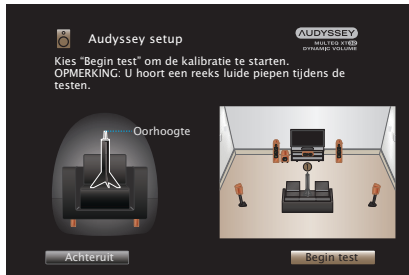 Audyssey setup
AUDYSSEY
MULTEQ XT32
DYNAMIC VOLUME
Kies “Begin test” om de kalibratie te starten.
OPMERKING: U hoort een reeks luide piepen tijdens de
testen.
Oorhoogte
Achteruit
Begin test